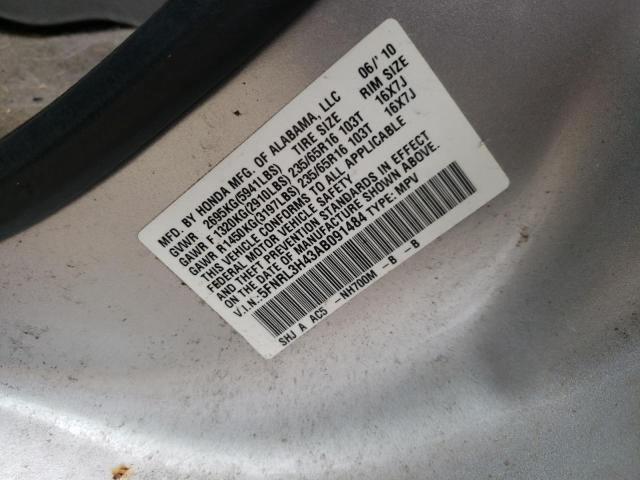 MFD. BY HONDA MFG. OF ALABAMA, LLC 06/'10
GVWR 2695KG(5941LBS) TIRE SIZE RIM SIZE
GAWR F 1320KG(2910LBS) 235/65R16 103T 16X7J
GAWR R1450KG(3197LBS) 235/65R16 103T 16X7J
THIS VEHICLE CONFORMS TO ALL APPLICABLE
FEDERAL MOTOR VEHICLE SAFETY
AND THEFT PREVENTION STANDARDS IN EFFECT
ON THE DATE OF MANUFACTURE SHOWN ABOVE.
V.I.N.: 5FNRL3H43AB091484 TYPE: MPV
SHJ A AC5 -NH700M -B -B